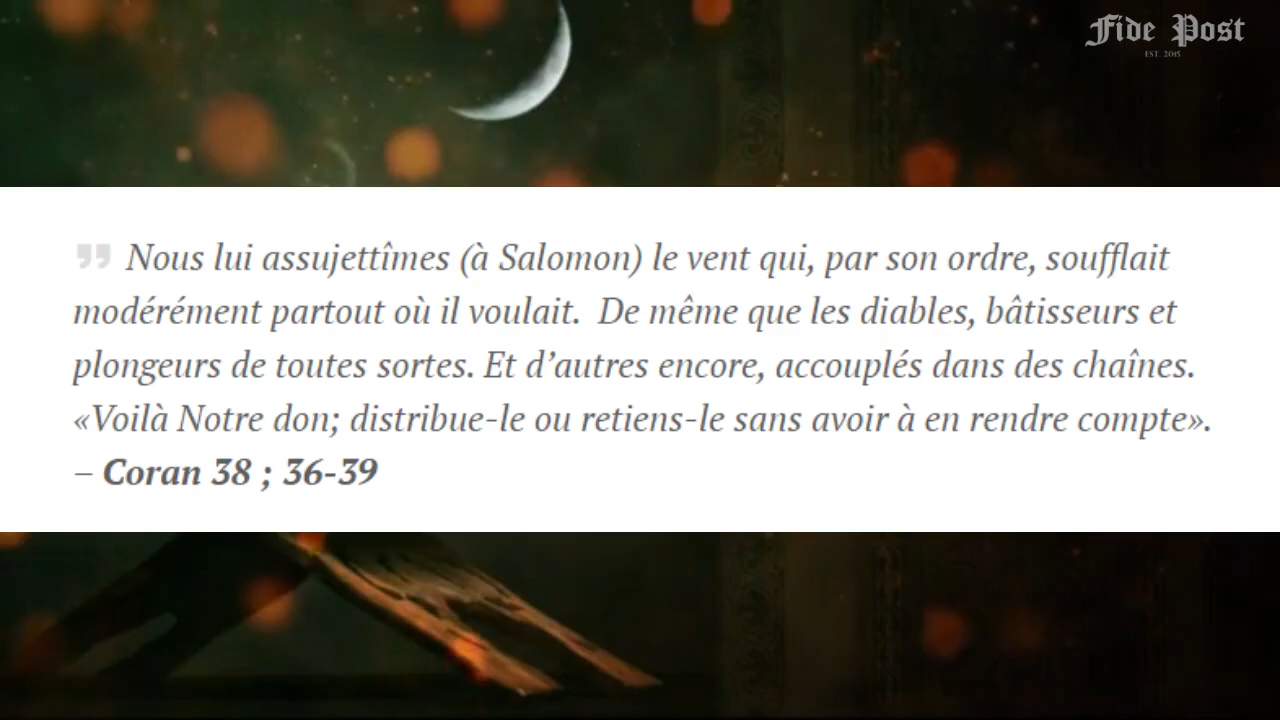 Fide Post
EST. 2015
Nous lui assujettîmes (à Salomon) le vent qui, par son ordre, soufflait
modérément partout où il voulait.  De même que les diables, bâtisseurs et
plongeurs de toutes sortes. Et d’autres encore, accouplés dans des chaînes.
«Voilà Notre don; distribue-le ou retiens-le sans avoir à en rendre compte».
– Coran 38 ; 36-39